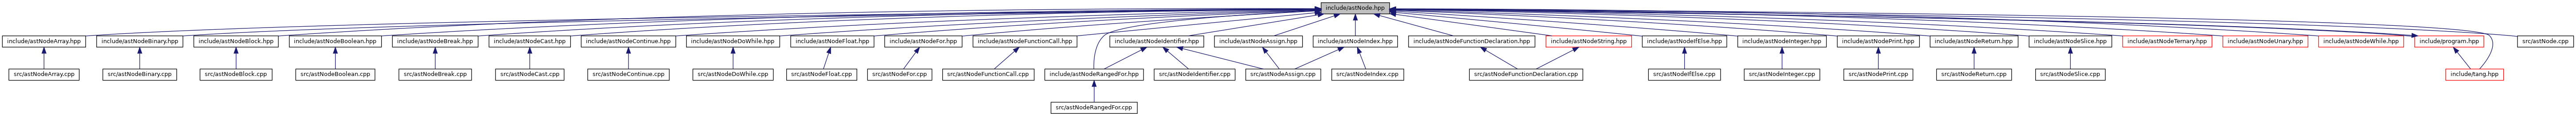 include/astNode.hpp
include/astNodeArray.hpp
include/astNodeBinary.hpp
include/astNodeBlock.hpp
include/astNodeBoolean.hpp
include/astNodeBreak.hpp
include/astNodeCast.hpp
include/astNodeContinue.hpp
include/astNodeDoWhile.hpp
include/astNodeFloat.hpp
include/astNodeFor.hpp
include/astNodeFunctionCall.hpp
include/astNodeIdentifier.hpp
include/astNodeAssign.hpp
include/astNodeIndex.hpp
include/astNodeFunctionDeclaration.hpp
include/astNodeString.hpp
include/astNodeIfElse.hpp
include/astNodeInteger.hpp
include/astNodePrint.hpp
include/astNodeReturn.hpp
include/astNodeSlice.hpp
include/astNodeTernary.hpp
include/astNodeUnary.hpp
include/astNodeWhile.hpp
include/program.hpp
src/astNode.cpp
src/astNodeArray.cpp
src/astNodeBinary.cpp
src/astNodeBlock.cpp
src/astNodeBoolean.cpp
src/astNodeBreak.cpp
src/astNodeCast.cpp
src/astNodeContinue.cpp
src/astNodeDoWhile.cpp
src/astNodeFloat.cpp
src/astNodeFor.cpp
src/astNodeFunctionCall.cpp
include/astNodeRangedFor.hpp
src/astNodeIdentifier.cpp
src/astNodeAssign.cpp
src/astNodeIndex.cpp
src/astNodeFunctionDeclaration.cpp
src/astNodeIfElse.cpp
src/astNodeInteger.cpp
src/astNodePrint.cpp
src/astNodeReturn.cpp
src/astNodeSlice.cpp
include/tang.hpp
src/astNodeRangedFor.cpp